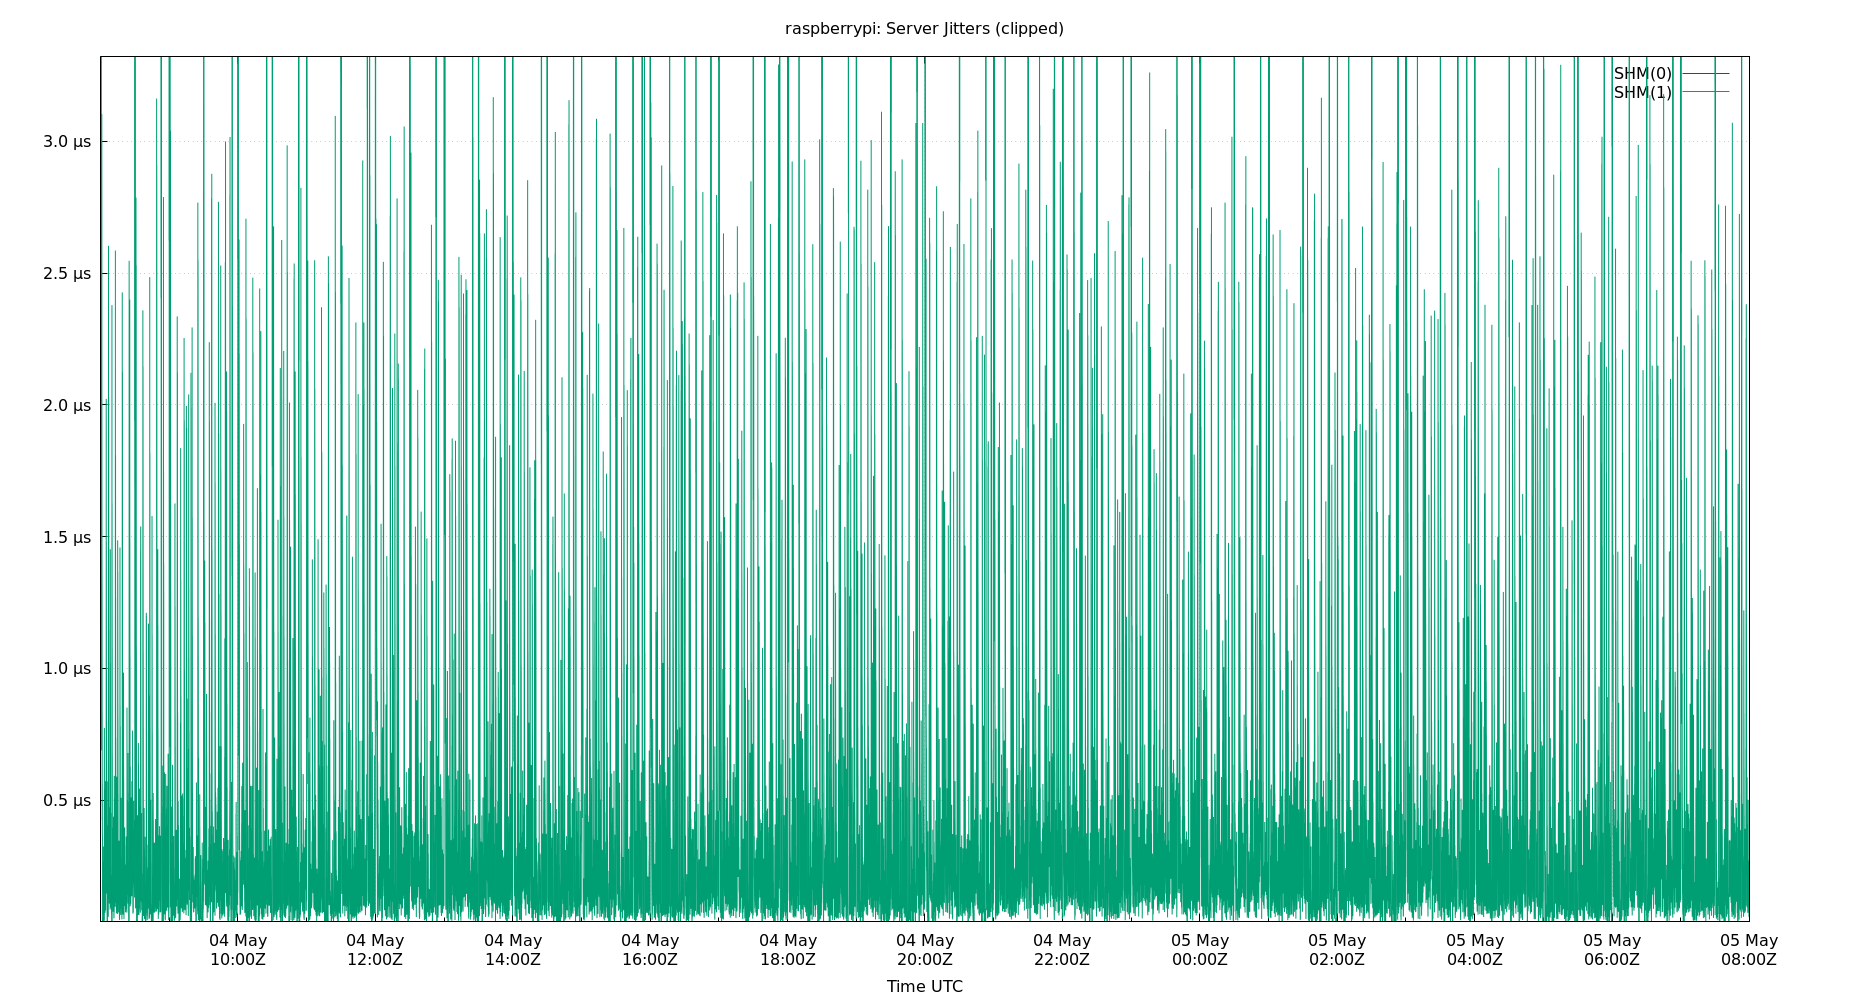 raspberrypi: Server Jitters (clipped)
SHM(0)
SHM(1)
3.0 µs
2.5 µs
2.0 µs
1.5 µs
1.0 µs
0.5 µs
04 May 04 May 04 May 04 May 04 May 04 May 04 May 05 May 05 May 05 May 05 May 05 May
10:00Z 12:00Z 14:00Z 16:00Z 18:00Z 20:00Z 22:00Z 00:00Z 02:00Z 04:00Z 06:00Z 08:00Z
Time UTC